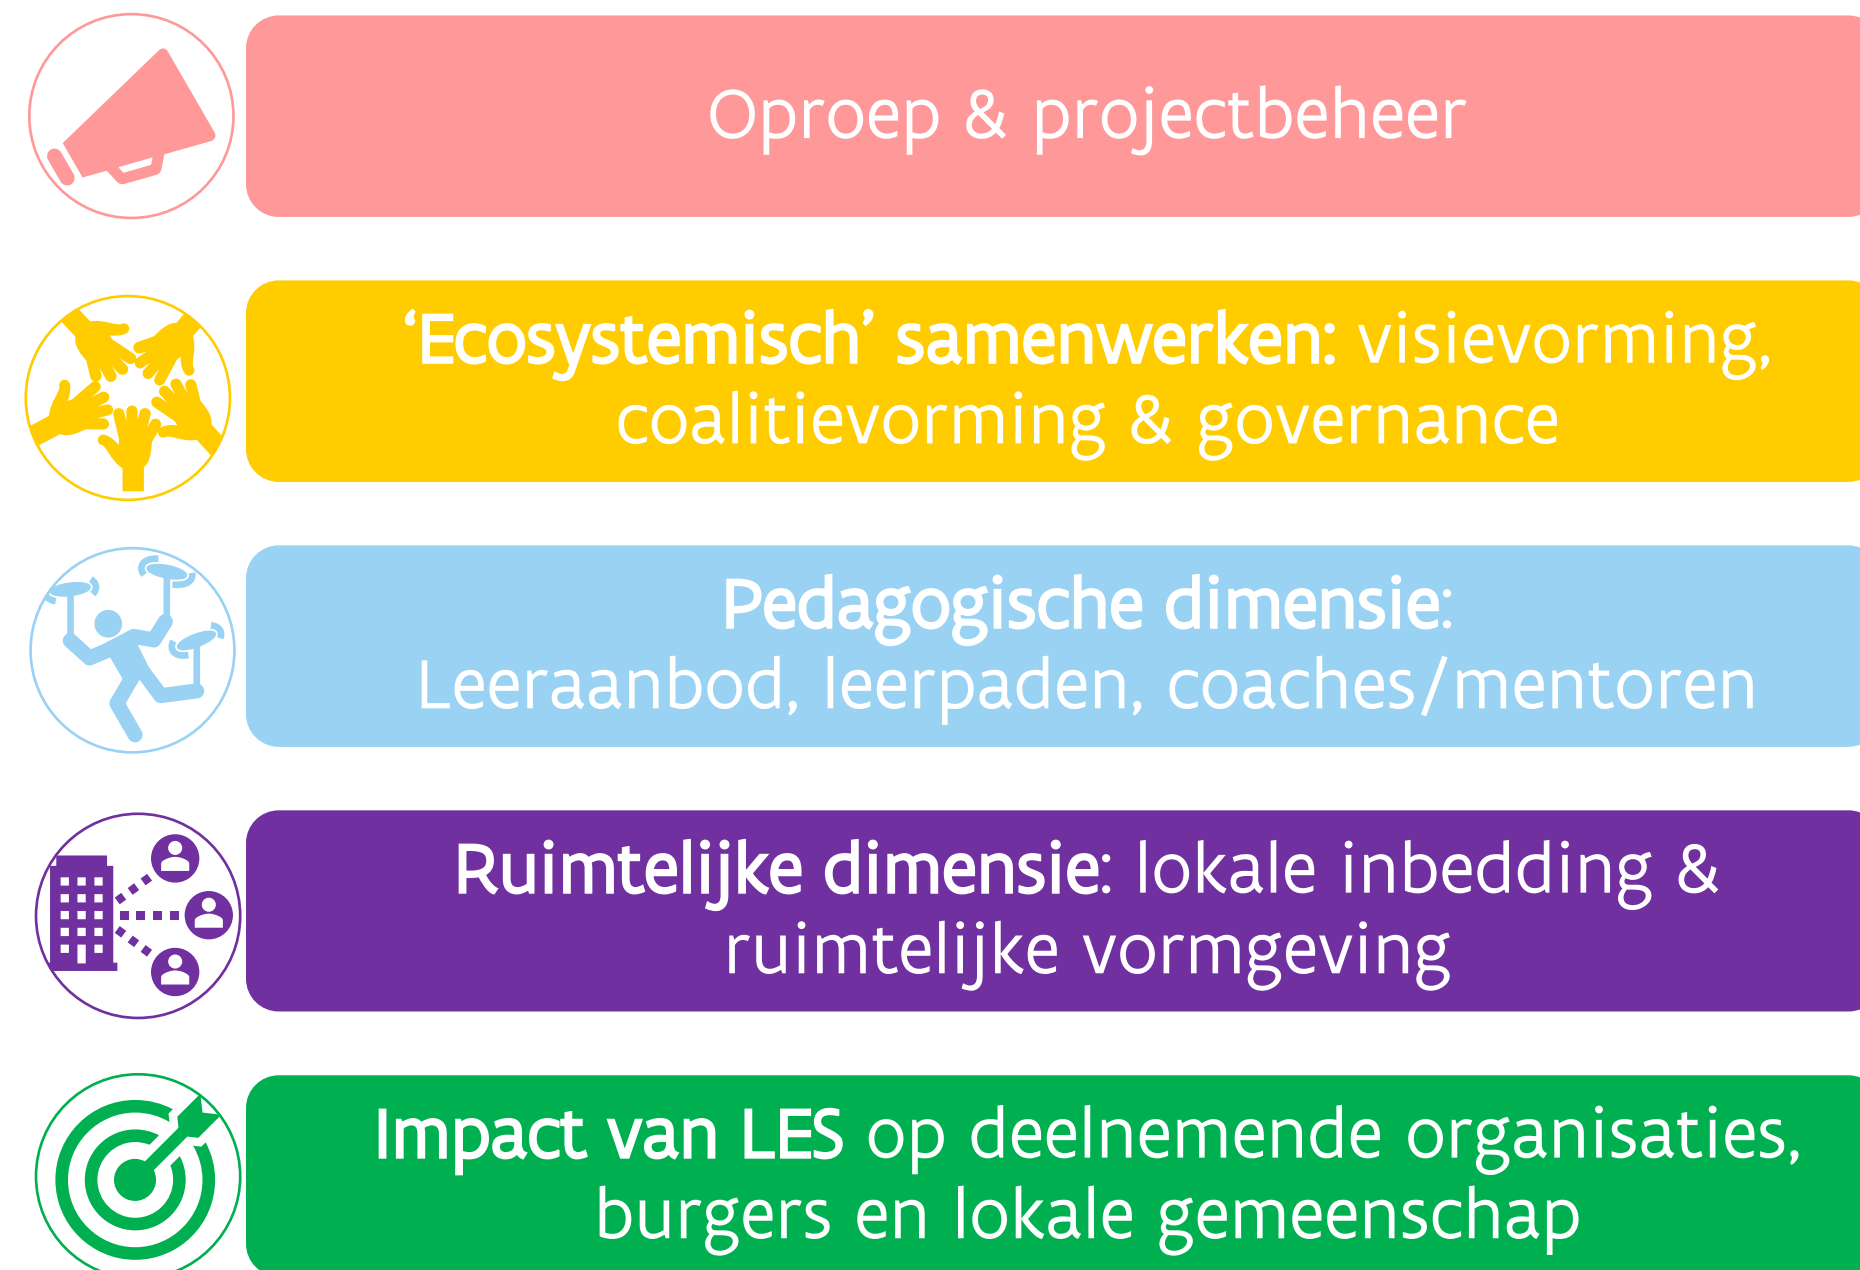 Oproep & projectbeheer
‘Ecosystemisch’ samenwerken: visievorming,
coalitievorming & governance
Pedagogische dimensie:
Leeraanbod, leerpaden, coaches/mentoren
Ruimtelijke dimensie: lokale inbedding &
ruimtelijke vormgeving
Impact van LES op deelnemende organisaties,
burgers en lokale gemeenschap